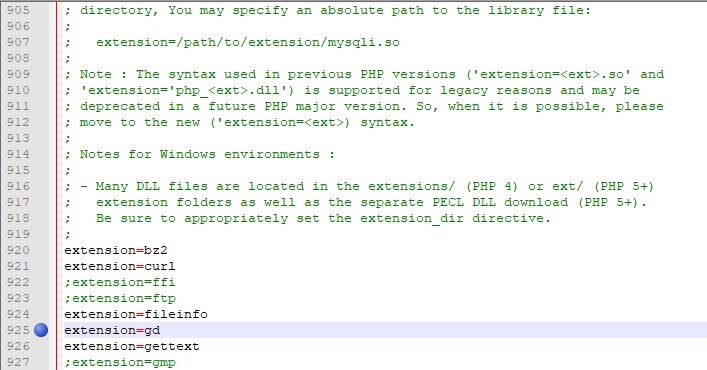 905 ; directory, You may specify an absolute path to the library file:
906 ;
907 ;   extension=/path/to/extension/mysqli.so
908 ;
909 ; Note : The syntax used in previous PHP versions ('extension=<ext>.so' and
910 ; 'extension='php_<ext>.dll') is supported for legacy reasons and may be
911 ; deprecated in a future PHP major version. So, when it is possible, please
912 ; move to the new ('extension=<ext>) syntax.
913 ;
914 ; Notes for Windows environments :
915 ;
916 ; - Many DLL files are located in the extensions/ (PHP 4) or ext/ (PHP 5+)
917 ;   extension folders as well as the separate PECL DLL download (PHP 5+).
918 ;   Be sure to appropriately set the extension_dir directive.
919 ;
920 extension=bz2
921 extension=curl
922 ;extension=ffi
923 ;extension=ftp
924 extension=fileinfo
925 extension=gd
926 extension=gettext
927 ;extension=gmp